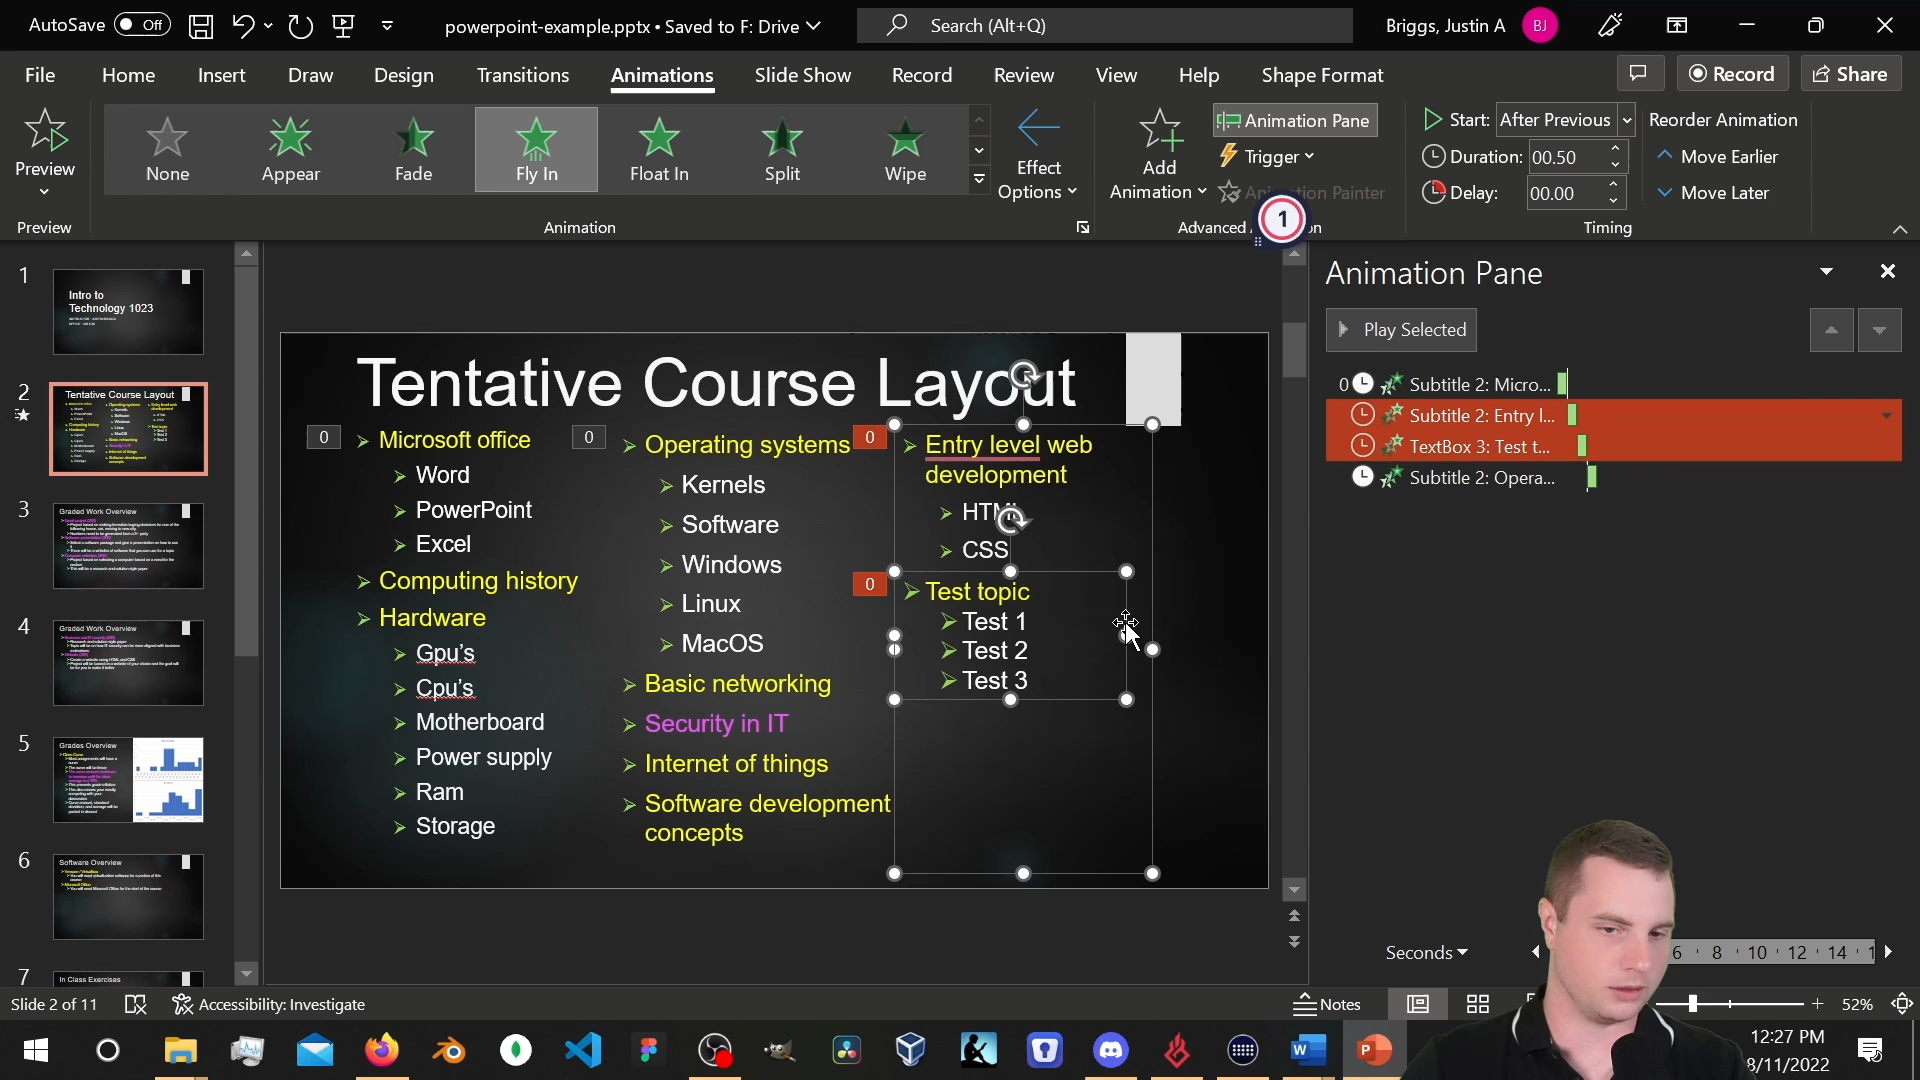 AutoSave Off
powerpoint-example.pptx • Saved to F: Drive
Search (Alt+Q)
Briggs, Justin A
BJ
File Home Insert Draw Design Transitions Animations Slide Show Record Review View Help Shape Format
Record
Share
Preview
Preview
None
Appear
Fade
Fly In
Float In
Split
Wipe
Animation
Effect
Options
Add
Animation
Animation Pane
Trigger
Start: After Previous
Duration: 00.50
Delay: 00.00
Timing
Reorder Animation
Move Earlier
Move Later
1
1
Intro to
Technology 1023
2
Tentative Course Layout
3
Graded Work Overview
4
Graded Work Overview
5
Grades Overview
6
Software Overview
7
In Class Exercises
Tentative Course Layout
0
Microsoft office
Word
PowerPoint
Excel
Computing history
Hardware
Gpu's
Cpu's
Motherboard
Power supply
Ram
Storage
0
Operating systems
Kernels
Software
Windows
Linux
MacOS
Basic networking
Security in IT
Internet of things
Software development
concepts
0
Entry level web
development
CSS
0
Test topic
Test 1
Test 2
Test 3
Animation Pane
Play Selected
0 Subtitle 2: Micro...
Subtitle 2: Entry l...
TextBox 3: Test t...
Subtitle 2: Opera...
Seconds
6 8 10 12 14
Slide 2 of 11
Accessibility: Investigate
Notes
52%
12:27 PM
8/11/2022